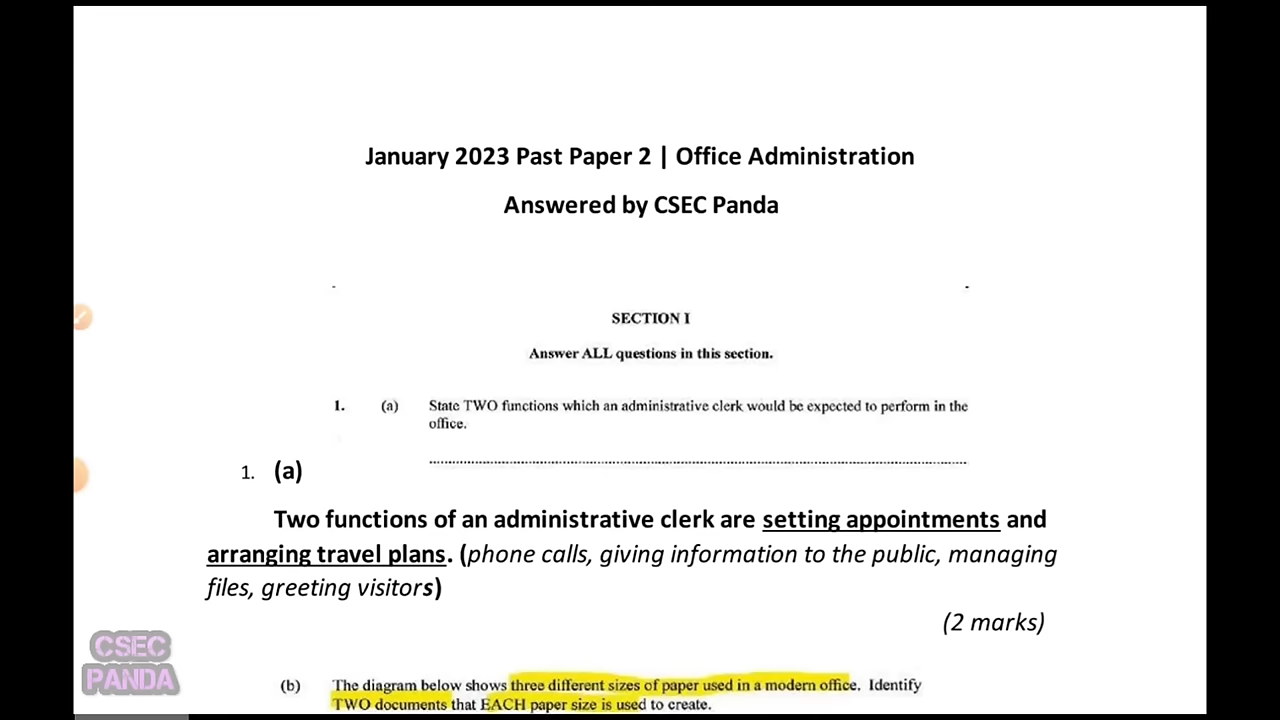 January 2023 Past Paper 2 | Office Administration
Answered by CSEC Panda
SECTION I
Answer ALL questions in this section.
1. (a) State TWO functions which an administrative clerk would be expected to perform in the
office.
1. (a)
Two functions of an administrative clerk are setting appointments and
arranging travel plans. (phone calls, giving information to the public, managing
files, greeting visitors)
(2 marks)
CSEC
PANDA
(b) The diagram below shows three different sizes of paper used in a modern office. Identify
TWO documents that EACH paper size is used to create.